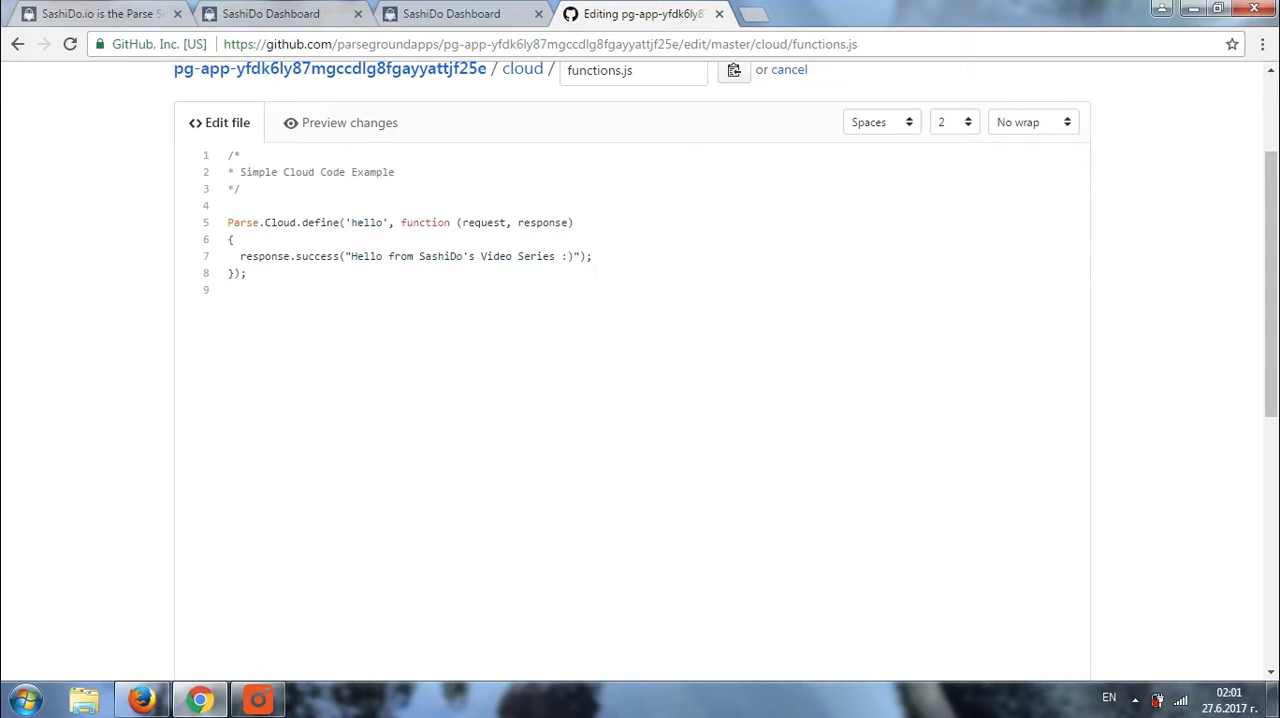 SashiDo.io is the Parse S
SashiDo Dashboard
SashiDo Dashboard
Editing pg-app-yfdk6ly8
GitHub, Inc. [US]
https://github.com/parsegroundapps/pg-app-yfdk6ly87mgccdlg8fgayyattjf25e/edit/master/cloud/functions.js
pg-app-yfdk6ly87mgccdlg8fgayyattjf25e / cloud / functions.js or cancel
<> Edit file
Preview changes
Spaces
2
No wrap
1 /*
2 * Simple Cloud Code Example
3 */
4
5 Parse.Cloud.define('hello', function (request, response)
6 {
7 response.success("Hello from SashiDo's Video Series :)");
8 });
9
EN
02:01
27.6.2017 г.